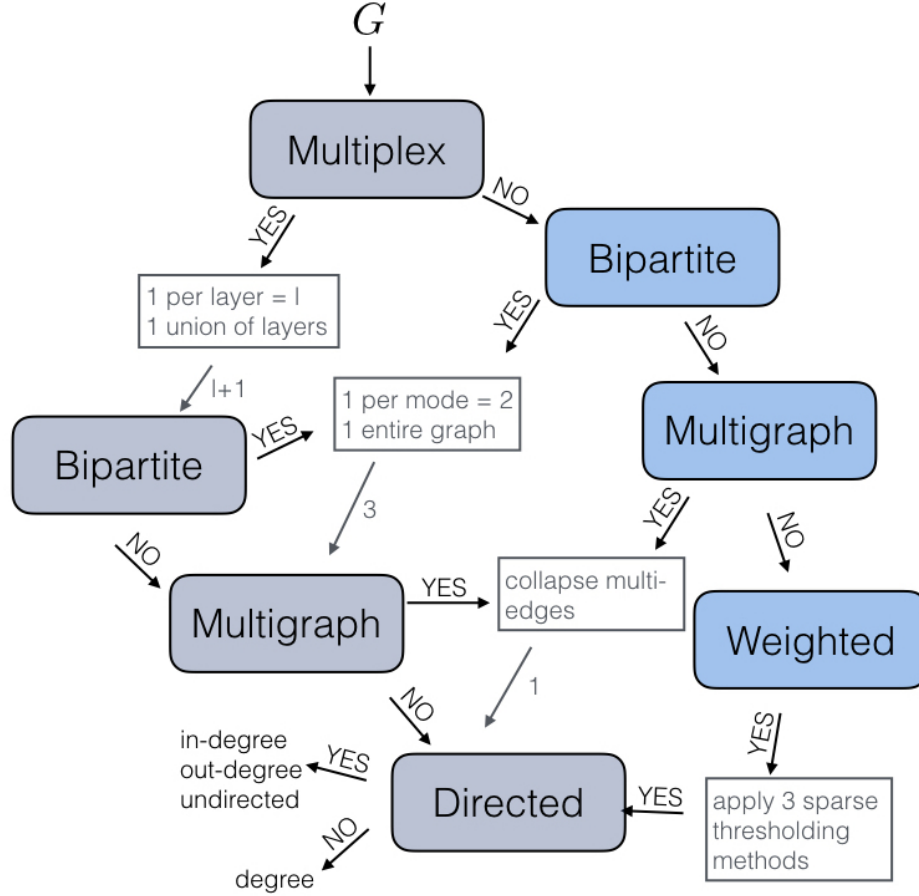 G
Multiplex
YES
NO
Bipartite
1 per layer = l
1 union of layers
YES
NO
l+1
1 per mode = 2
1 entire graph
Multigraph
Bipartite
YES
3
YES
NO
NO
collapse multi-
edges
Multigraph
YES
Weighted
1
NO
YES
in-degree
out-degree
undirected
YES
Directed
YES
apply 3 sparse
thresholding
methods
NO
degree